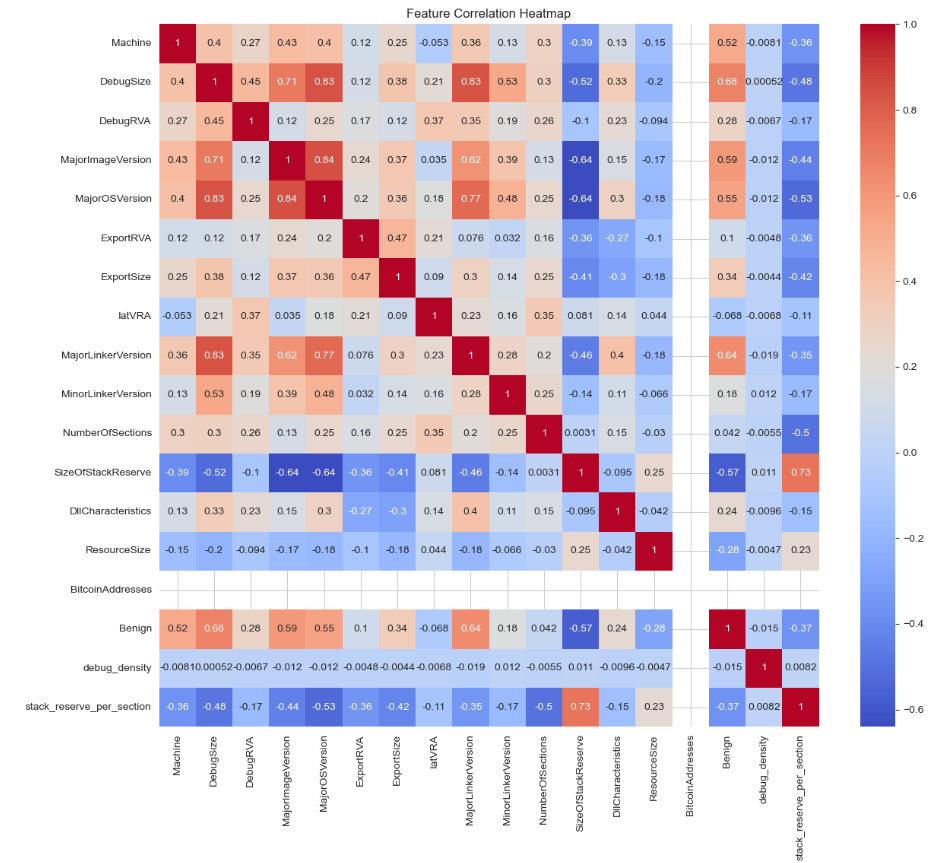 Feature Correlation Heatmap
Machine 1 0.4 0.27 0.43 0.4 0.12 0.25 -0.053 0.36 0.13 0.3 -0.39 0.13 -0.15 0.52 -0.0081 -0.36
DebugSize 0.4 1 0.45 0.71 0.83 0.12 0.38 0.21 0.83 0.53 0.3 -0.52 0.33 -0.2 0.68 0.00052 -0.48
DebugRVA 0.27 0.45 1 0.12 0.25 0.17 0.12 0.37 0.35 0.19 0.26 -0.1 0.23 -0.094 0.28 -0.0067 -0.17
MajorImageVersion 0.43 0.71 0.12 1 0.84 0.24 0.37 0.035 0.62 0.39 0.13 -0.64 0.15 -0.17 0.59 -0.012 -0.44
MajorOSVersion 0.4 0.83 0.25 0.84 1 0.2 0.36 0.18 0.77 0.48 0.25 -0.64 0.3 -0.18 0.55 -0.012 -0.53
ExportRVA 0.12 0.12 0.17 0.24 0.2 1 0.47 0.21 0.076 0.032 0.16 -0.36 -0.27 -0.1 0.1 -0.0048 -0.36
ExportSize 0.25 0.38 0.12 0.37 0.36 0.47 1 0.09 0.3 0.14 0.25 -0.41 -0.3 -0.18 0.34 -0.0044 -0.42
IatVRA -0.053 0.21 0.37 0.035 0.18 0.21 0.09 1 0.23 0.16 0.35 0.081 0.14 0.044 -0.068 -0.0068 -0.11
MajorLinkerVersion 0.36 0.83 0.35 0.62 0.77 0.076 0.3 0.23 1 0.28 0.2 -0.46 0.4 -0.18 0.64 -0.019 -0.35
MinorLinkerVersion 0.13 0.53 0.19 0.39 0.48 0.032 0.14 0.16 0.28 1 0.25 -0.14 0.11 -0.066 0.18 0.012 -0.17
NumberOfSections 0.3 0.3 0.26 0.13 0.25 0.16 0.25 0.35 0.2 0.25 1 0.0031 0.15 -0.03 0.042 -0.0055 -0.5
SizeOfStackReserve -0.39 -0.52 -0.1 -0.64 -0.64 -0.36 -0.41 0.081 -0.46 -0.14 0.0031 1 -0.095 0.25 -0.57 0.011 0.73
DllCharacteristics 0.13 0.33 0.23 0.15 0.3 -0.27 -0.3 0.14 0.4 0.11 0.15 -0.095 1 -0.042 0.24 -0.0096 -0.15
ResourceSize -0.15 -0.2 -0.094 -0.17 -0.18 -0.1 -0.18 0.044 -0.18 -0.066 -0.03 0.25 -0.042 1 -0.28 -0.0047 0.23
BitcoinAddresses
Benign 0.52 0.68 0.28 0.59 0.55 0.1 0.34 -0.068 0.64 0.18 0.042 -0.57 0.24 -0.28 1 -0.015 -0.37
debug_density -0.0081 0.00052 -0.0067 -0.012 -0.012 -0.0048 -0.0044 -0.0068 -0.019 0.012 -0.0055 0.011 -0.0096 -0.0047 -0.015 1 0.0082
stack_reserve_per_section -0.36 -0.48 -0.17 -0.44 -0.53 -0.36 -0.42 -0.11 -0.35 -0.17 -0.5 0.73 -0.15 0.23 -0.37 0.0082 1
Machine
DebugSize
DebugRVA
MajorImageVersion
MajorOSVersion
ExportRVA
ExportSize
IatVRA
MajorLinkerVersion
MinorLinkerVersion
NumberOfSections
SizeOfStackReserve
DllCharacteristics
ResourceSize
BitcoinAddresses
Benign
debug_density
stack_reserve_per_section
1.0
0.8
0.6
0.4
0.2
0.0
−0.2
−0.4
−0.6